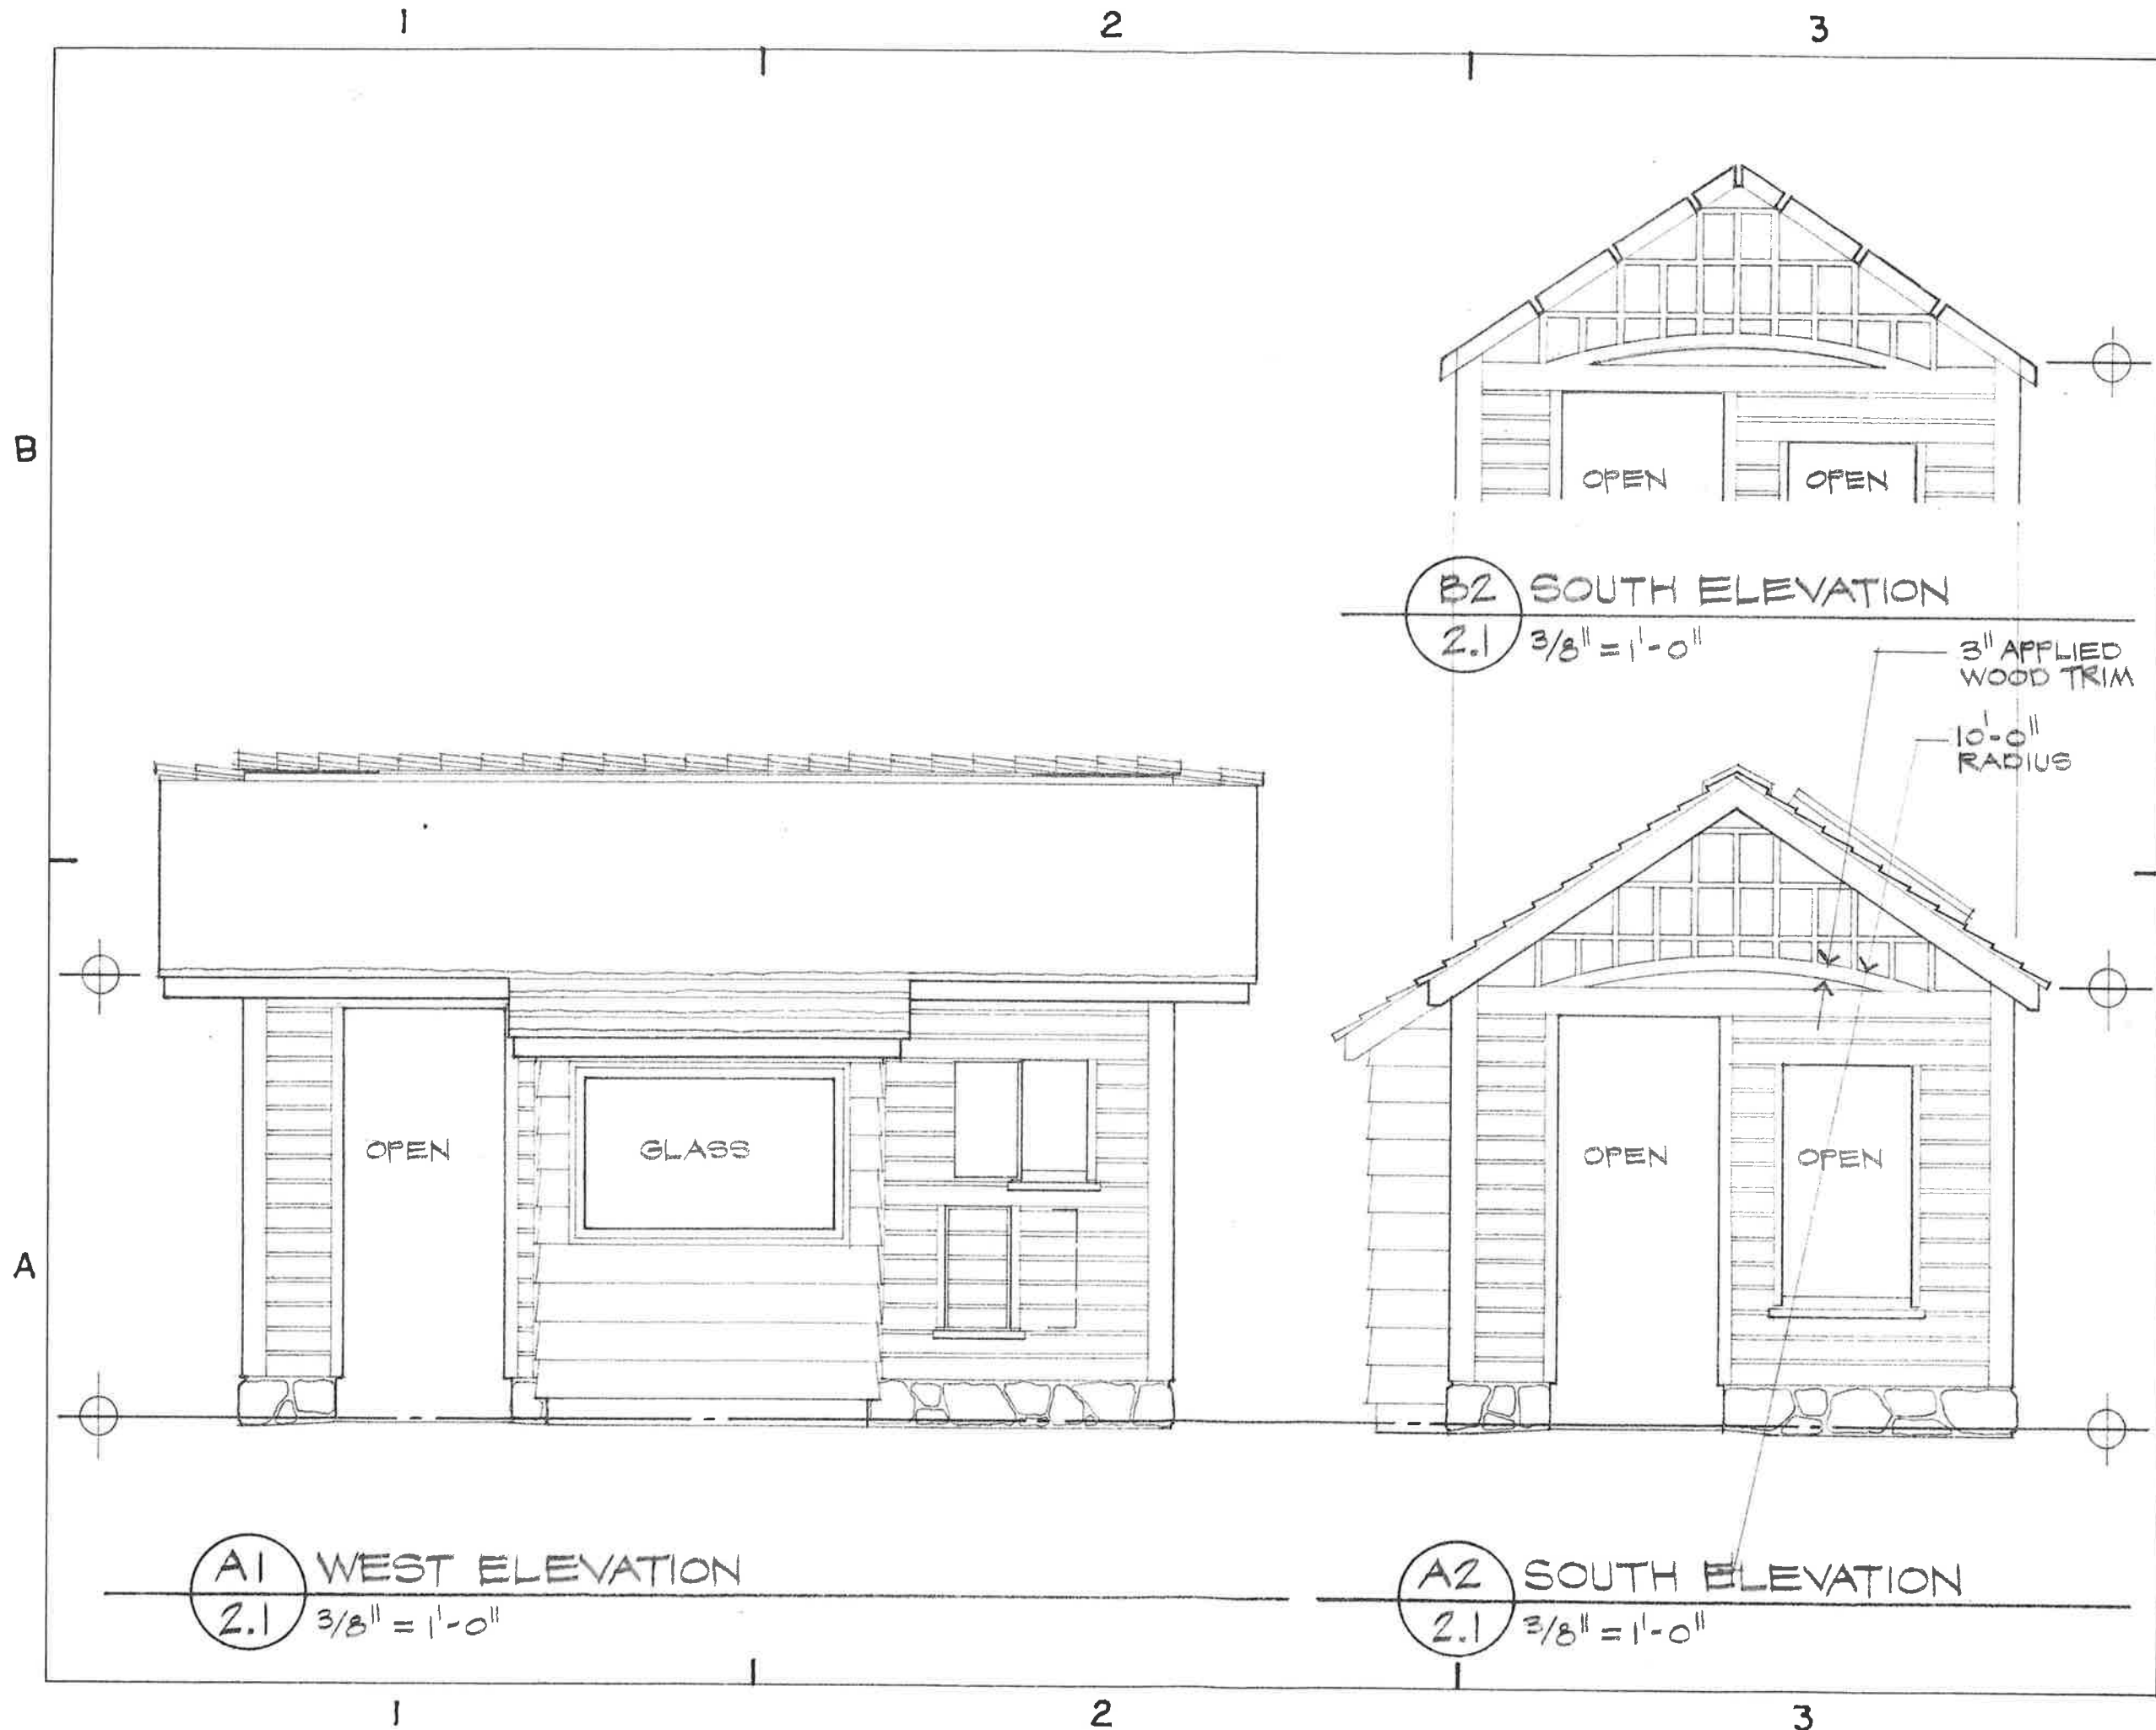 1
2
3
B
OPEN
OPEN
B2
2.1
SOUTH ELEVATION
3/8" = 1'-0"
3" APPLIED
WOOD TRIM
10'-0"
RADIUS
A
OPEN
GLASS
OPEN
OPEN
A1
2.1
WEST ELEVATION
3/8" = 1'-0"
A2
2.1
SOUTH ELEVATION
3/8" = 1'-0"
1
2
3